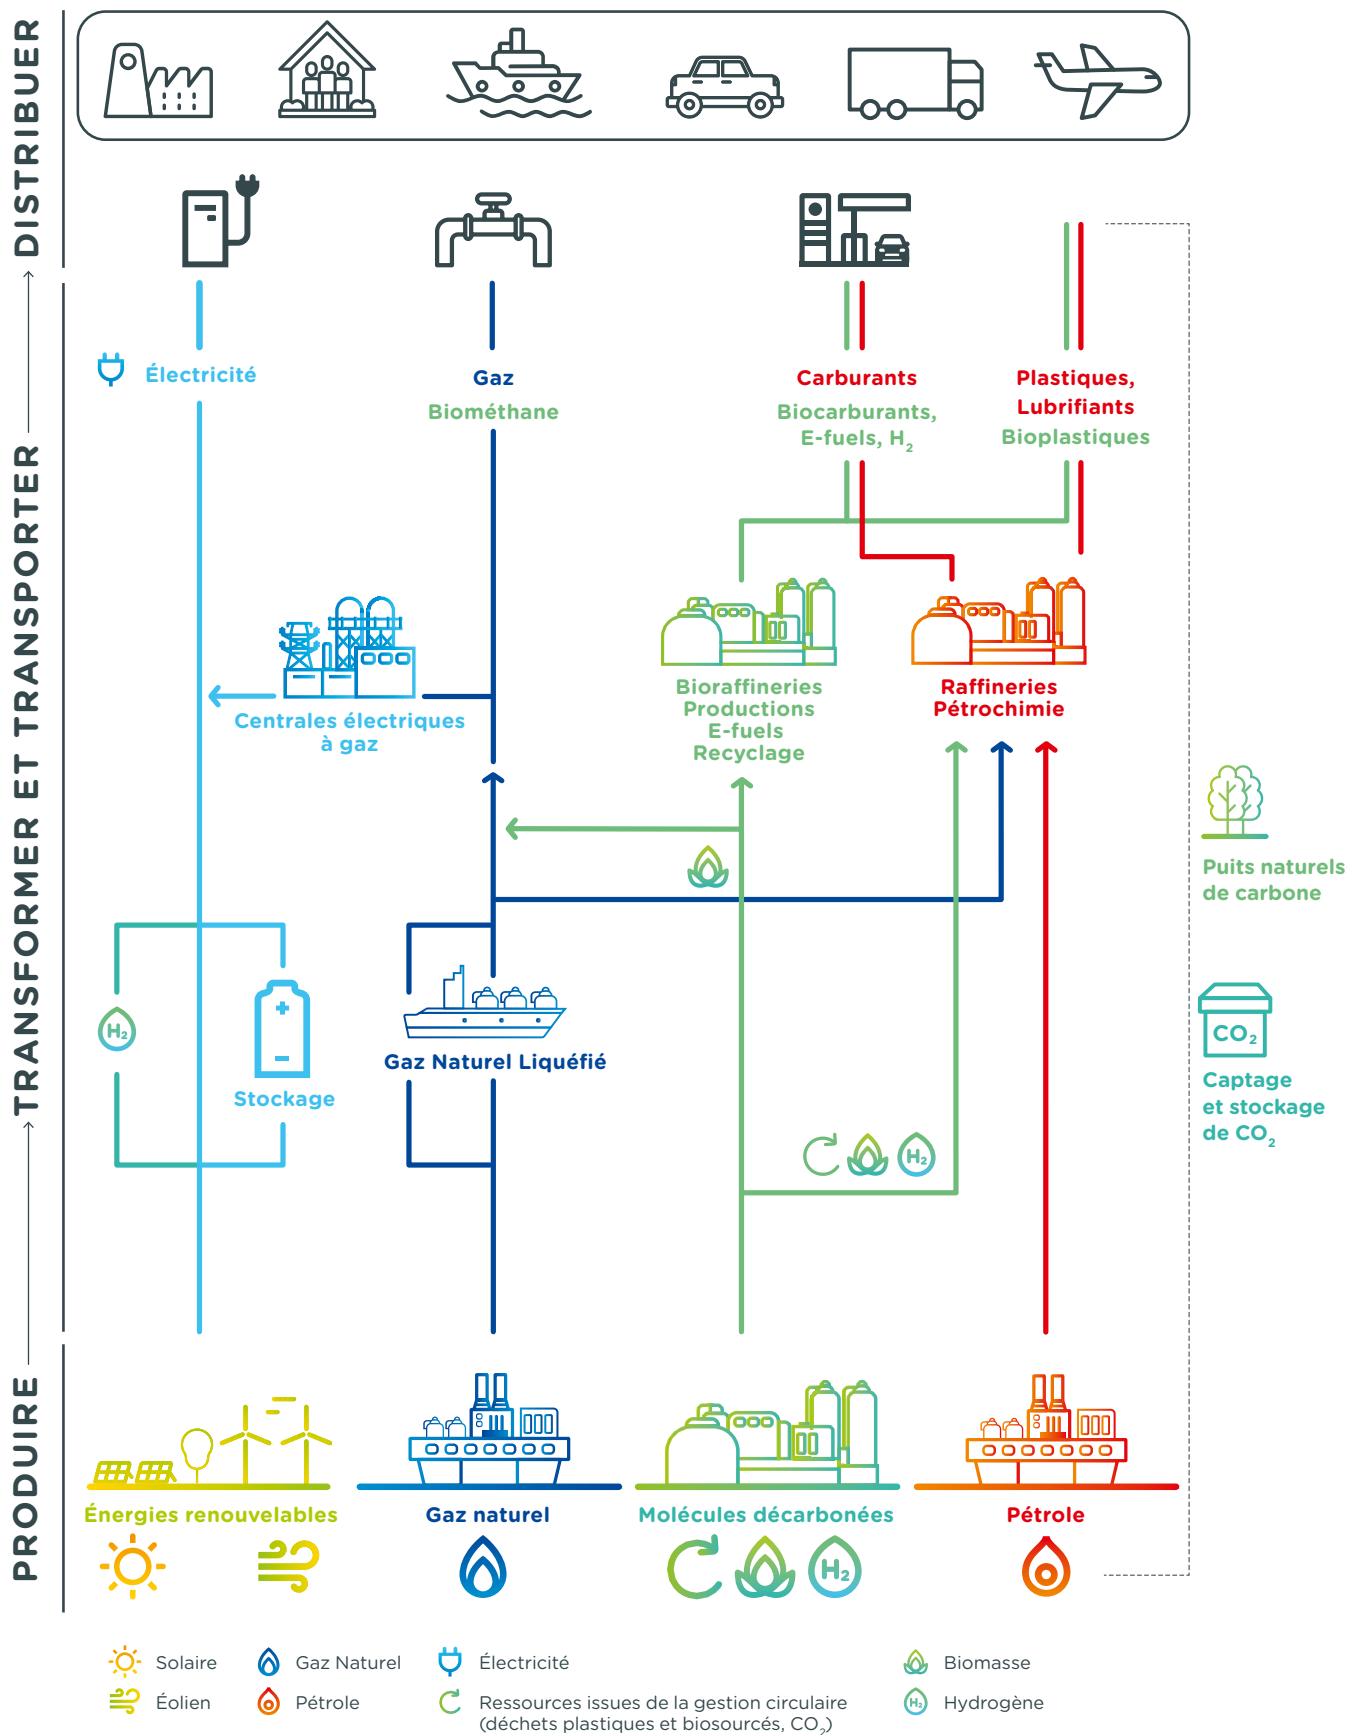 DISTRIBUER
Électricité
Gaz
Biométhane
Carburants
Biocarburants,
E-fuels, H₂
Plastiques,
Lubrifiants
Bioplastiques
TRANSFORMER ET TRANSPORTER
Centrales électriques
à gaz
Bioraffineries
Productions
E-fuels
Recyclage
Raffineries
Pétrochimie
Puits naturels
de carbone
H₂
Stockage
Gaz Naturel Liquéfié
CO₂
Captage
et stockage
de CO₂
H₂
PRODUIRE
Énergies renouvelables
Gaz naturel
Molécules décarbonées
Pétrole
H₂
Solaire
Gaz Naturel
Électricité
Biomasse
Éolien
Pétrole
Ressources issues de la gestion circulaire
(déchets plastiques et biosourcés, CO₂)
H₂
Hydrogène